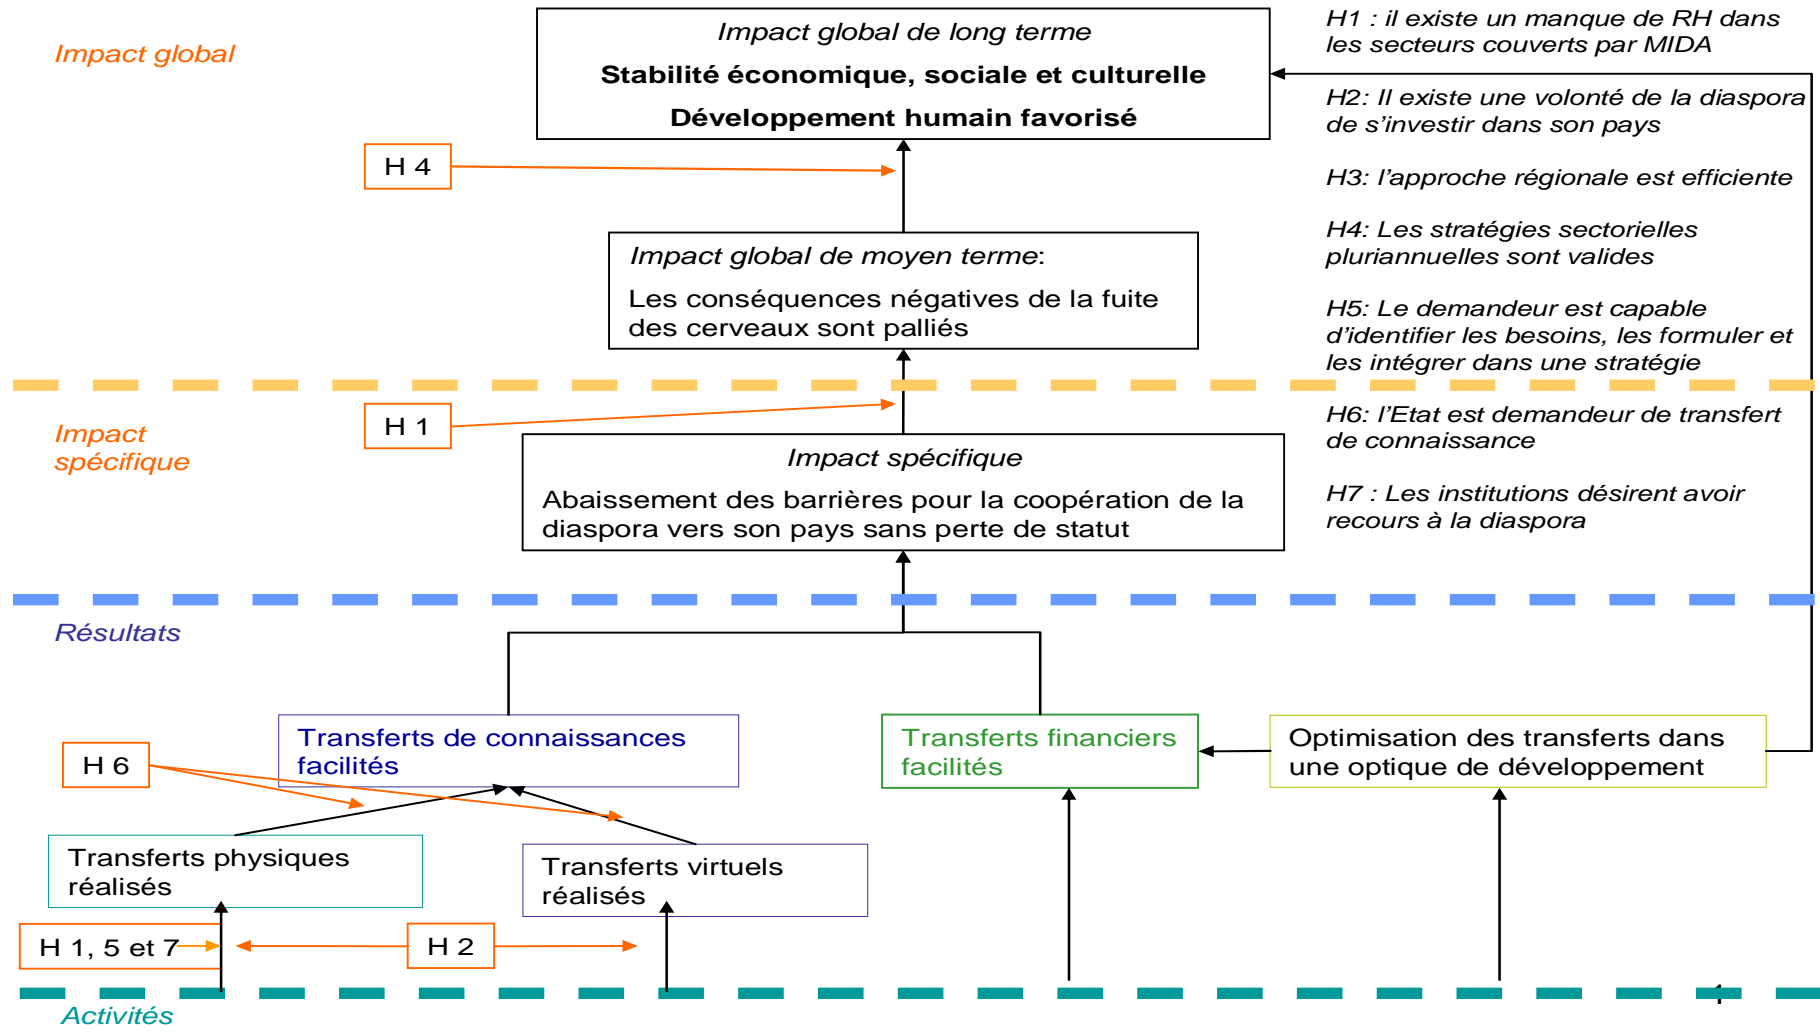 Impact global
Impact global de long terme
Stabilité économique, sociale et culturelle
Développement humain favorisé
H1 : il existe un manque de RH dans
les secteurs couverts par MIDA
H2: Il existe une volonté de la diaspora
de s’investir dans son pays
H3: l’approche régionale est efficiente
H4: Les stratégies sectorielles
pluriannuelles sont valides
H5: Le demandeur est capable
d’identifier les besoins, les formuler et
les intégrer dans une stratégie
H6: l’Etat est demandeur de transfert
de connaissance
H7 : Les institutions désirent avoir
recours à la diaspora
H 4
Impact global de moyen terme:
Les conséquences négatives de la fuite
des cerveaux sont palliés
H 1
Impact
spécifique
Impact spécifique
Abaissement des barrières pour la coopération de la
diaspora vers son pays sans perte de statut
Résultats
Transferts de connaissances
facilités
Transferts financiers
facilités
Optimisation des transferts dans
une optique de développement
H 6
Transferts physiques
réalisés
Transferts virtuels
réalisés
H 1, 5 et 7
H 2
Activités